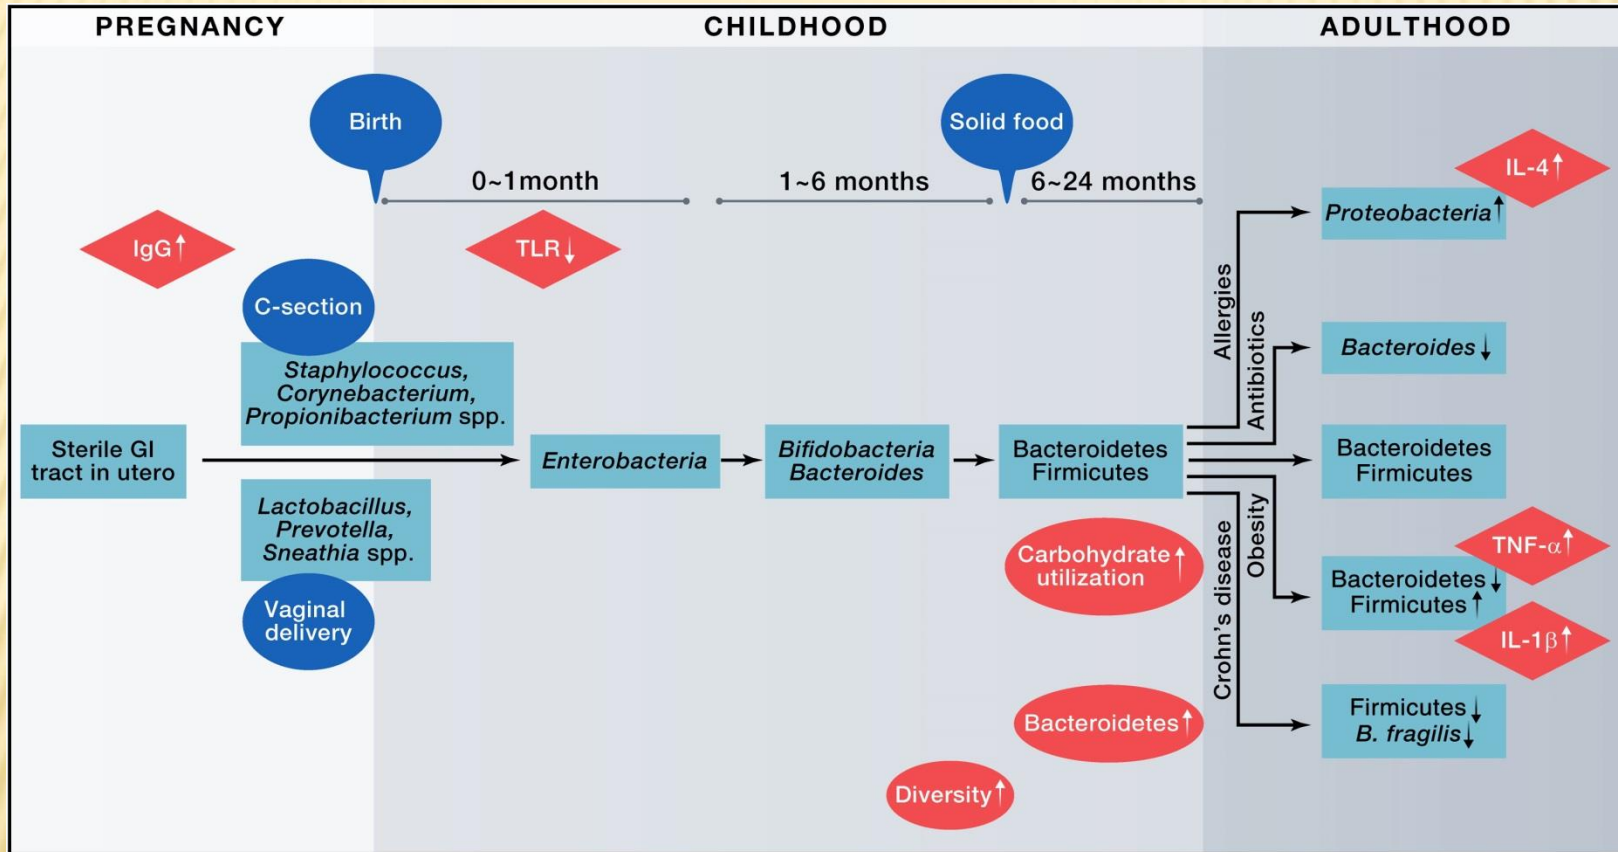 PREGNANCY
CHILDHOOD
ADULTHOOD
Birth
Solid food
0~1month
1~6 months
6~24 months
IgG↑
TLR↓
IL-4↑
Proteobacteria↑
C-section
Staphylococcus,
Corynebacterium,
Propionibacterium spp.
Allergies
Antibiotics
Bacteroides↓
Sterile GI
tract in utero
Enterobacteria
Bifidobacteria
Bacteroides
Bacteroidetes
Firmicutes
Bacteroidetes
Firmicutes
Lactobacillus,
Prevotella,
Sneathia spp.
Vaginal
delivery
Carbohydrate↑
utilization
Crohn's disease
Obesity
TNF-α↑
Bacteroidetes↓
Firmicutes↑
IL-1β↑
Bacteroidetes↑
Firmicutes↓
B. fragilis↓
Diversity↑